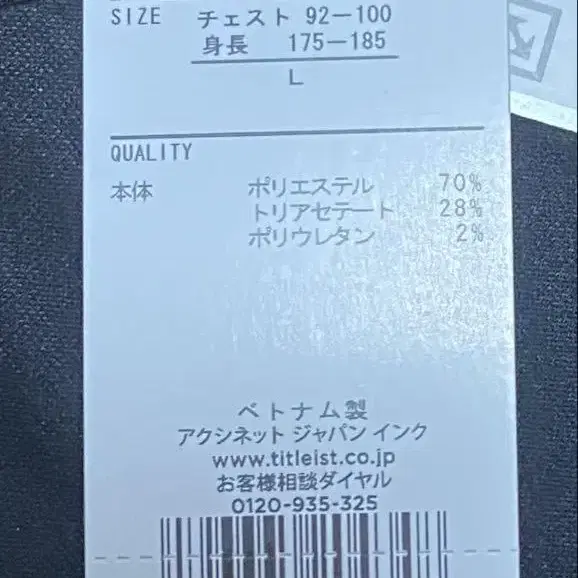 SIZE チェスト 92－100
身長 175－185
L
QUALITY
本体 ポリエステル 70%
トリアセテート 28%
ポリウレタン 2%
ベトナム製
アクシネット ジャパン インク
www.titleist.co.jp
お客様相談ダイヤル
0120-935-325